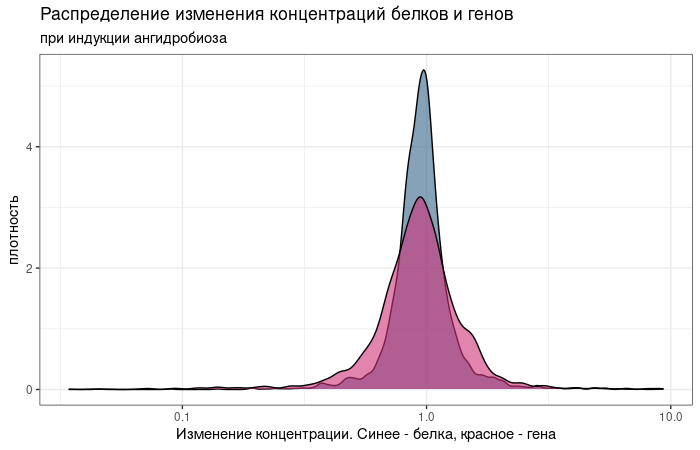 Распределение изменения концентраций белков и генов
при индукции ангидробиоза
плотность
4
2
0
0.1
1.0
10.0
Изменение концентрации. Синее - белка, красное - гена